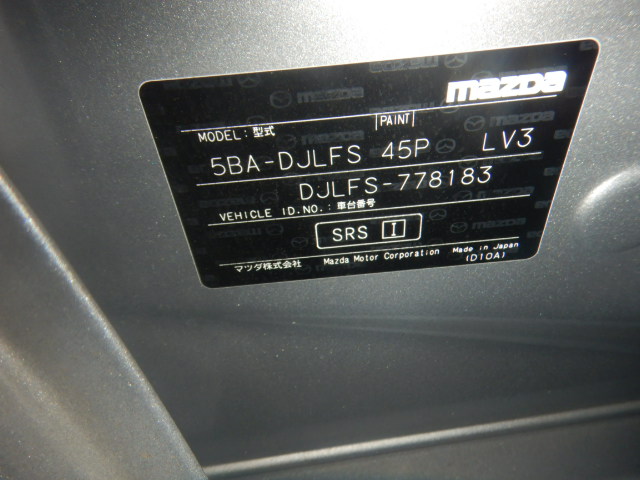 mazda
MODEL : 型式 PAINT
5BA-DJLFS 45P LV3
DJLFS-778183
VEHICLE ID.NO. : 車台番号
SRS I
マツダ株式会社 Mazda Motor Corporation Made in Japan
(D10A)